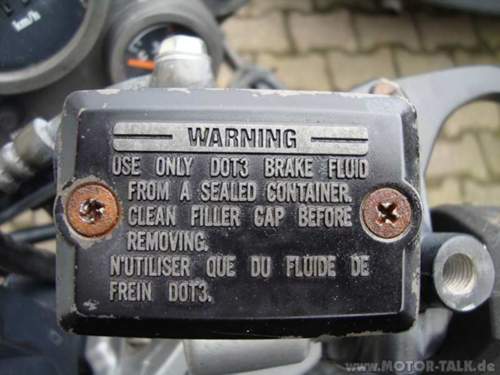 km/h
WARNING
USE ONLY DOT3 BRAKE FLUID
FROM A SEALED CONTAINER.
CLEAN FILLER CAP BEFORE
REMOVING.
N'UTILISER QUE DU FLUIDE DE
FREIN DOT3.
www.MOTOR-TALK.de